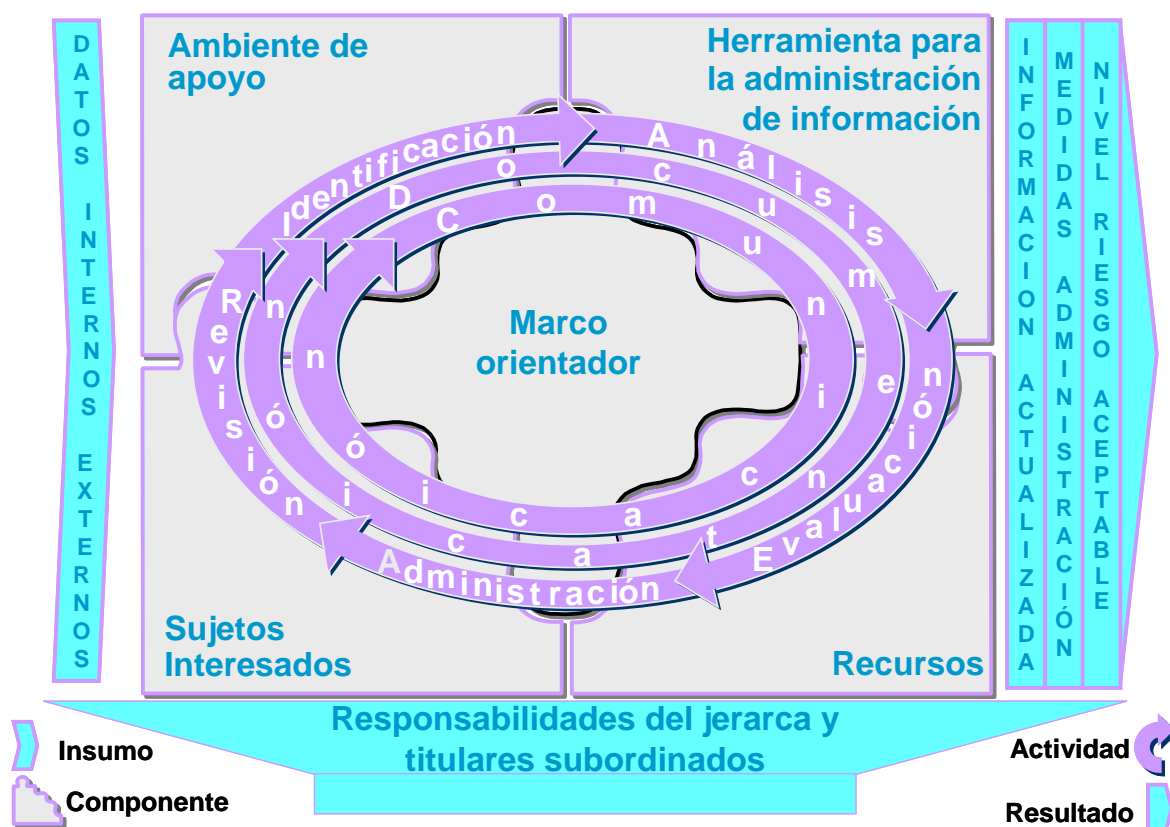 DATOS INTERNOS EXTERNOS
Ambiente de
apoyo
Herramienta para
la administración
de información
Identificación
Análisis
Evaluación
Administración
Revisión
Documentación
Comunicación
Marco
orientador
Sujetos
Interesados
Recursos
INFORMACION ACTUALIZADA
MEDIDAS ADMINISTRACIÓN
NIVEL RIESGO ACEPTABLE
Responsabilidades del jerarca y
titulares subordinados
Insumo
Componente
Actividad
Resultado